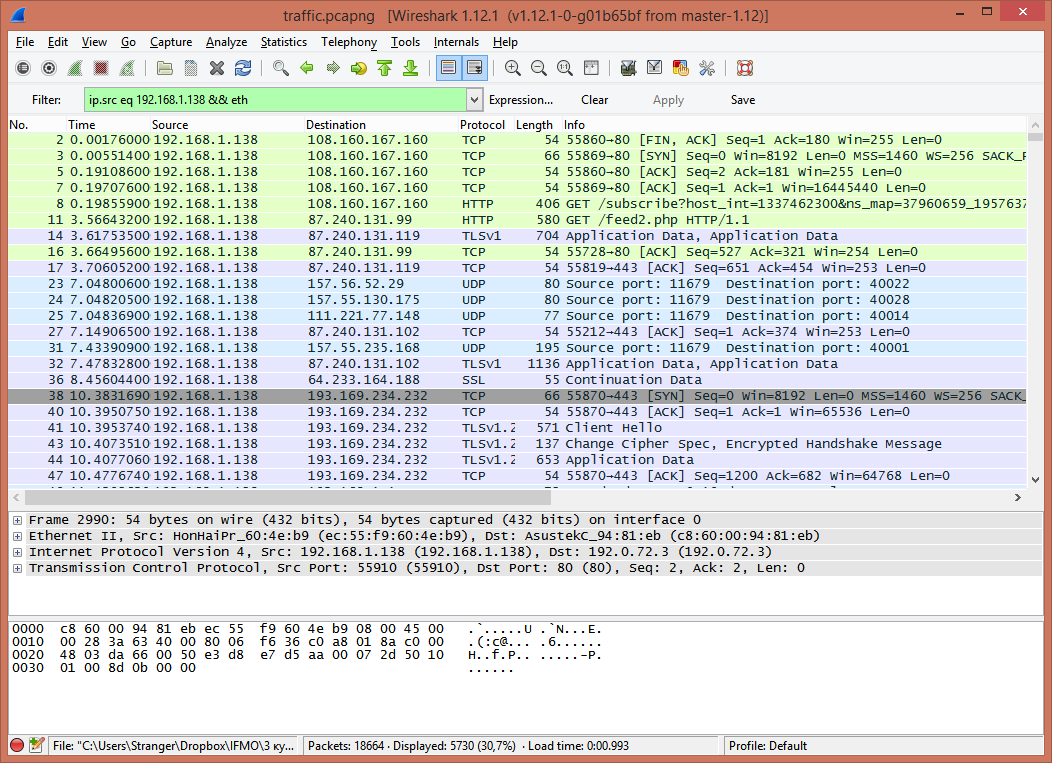 traffic.pcapng [Wireshark 1.12.1 (v1.12.1-0-g01b65bf from master-1.12)]
File Edit View Go Capture Analyze Statistics Telephony Tools Internals Help
Filter: ip.src eq 192.168.1.138 && eth Expression... Clear Apply Save
No. Time Source Destination Protocol Length Info
2 0.00176000 192.168.1.138 108.160.167.160 TCP 54 55860→80 [FIN, ACK] Seq=1 Ack=180 Win=255 Len=0
3 0.00551400 192.168.1.138 108.160.167.160 TCP 66 55869→80 [SYN] Seq=0 Win=8192 Len=0 MSS=1460 WS=256
5 0.19108600 192.168.1.138 108.160.167.160 TCP 54 55860→80 [ACK] Seq=2 Ack=181 Win=255 Len=0
7 0.19707600 192.168.1.138 108.160.167.160 TCP 54 55869→80 [ACK] Seq=1 Ack=1 Win=16445440 Len=0
8 0.19855900 192.168.1.138 108.160.167.160 HTTP 406 GET /subscribe?host_int=1337462300&ns_map=37960659_1957637
11 3.56643200 192.168.1.138 87.240.131.99 HTTP 580 GET /feed2.php HTTP/1.1
14 3.61753500 192.168.1.138 87.240.131.119 TLSv1 704 Application Data, Application Data
16 3.66495600 192.168.1.138 87.240.131.99 TCP 54 55728→80 [ACK] Seq=527 Ack=321 Win=254 Len=0
17 3.70605200 192.168.1.138 87.240.131.119 TCP 54 55819→443 [ACK] Seq=651 Ack=454 Win=253 Len=0
23 7.04800600 192.168.1.138 157.56.52.29 UDP 80 Source port: 11679 Destination port: 40022
24 7.04820500 192.168.1.138 157.55.130.175 UDP 80 Source port: 11679 Destination port: 40028
25 7.04836900 192.168.1.138 111.221.77.148 UDP 77 Source port: 11679 Destination port: 40014
27 7.14906500 192.168.1.138 87.240.131.102 TCP 54 55212→443 [ACK] Seq=1 Ack=374 Win=253 Len=0
31 7.43390900 192.168.1.138 157.55.235.168 UDP 195 Source port: 11679 Destination port: 40001
32 7.47832800 192.168.1.138 87.240.131.102 TLSv1 1136 Application Data, Application Data
36 8.45604400 192.168.1.138 64.233.164.188 SSL 55 Continuation Data
38 10.3831690 192.168.1.138 193.169.234.232 TCP 66 55870→443 [SYN] Seq=0 Win=8192 Len=0 MSS=1460 WS=256 SACK_
40 10.3950750 192.168.1.138 193.169.234.232 TCP 54 55870→443 [ACK] Seq=1 Ack=1 Win=65536 Len=0
41 10.3953740 192.168.1.138 193.169.234.232 TLSv1.2 571 Client Hello
43 10.4073510 192.168.1.138 193.169.234.232 TLSv1.2 137 Change Cipher Spec, Encrypted Handshake Message
44 10.4077060 192.168.1.138 193.169.234.232 TLSv1.2 653 Application Data
47 10.4776740 192.168.1.138 193.169.234.232 TCP 54 55870→443 [ACK] Seq=1200 Ack=682 Win=64768 Len=0
Frame 2990: 54 bytes on wire (432 bits), 54 bytes captured (432 bits) on interface 0
Ethernet II, Src: HonHaiPr_60:4e:b9 (ec:55:f9:60:4e:b9), Dst: AsustekC_94:81:eb (c8:60:00:94:81:eb)
Internet Protocol Version 4, Src: 192.168.1.138 (192.168.1.138), Dst: 192.0.72.3 (192.0.72.3)
Transmission Control Protocol, Src Port: 55910 (55910), Dst Port: 80 (80), Seq: 2, Ack: 2, Len: 0
0000 c8 60 00 94 81 eb ec 55 f9 60 4e b9 08 00 45 00 .`.....U .`N...E.
0010 00 28 3a 63 40 00 80 06 f6 36 c0 a8 01 8a c0 00 .(:c@... .6......
0020 48 03 da 66 00 50 e3 d8 e7 d5 aa 00 07 2d 50 10 H..f.P.. .....-P.
0030 01 00 8d 0b 00 00 ......
File: "C:\Users\Stranger\Dropbox\IFMO\3 ку... Packets: 18664 · Displayed: 5730 (30,7%) · Load time: 0:00.993 Profile: Default